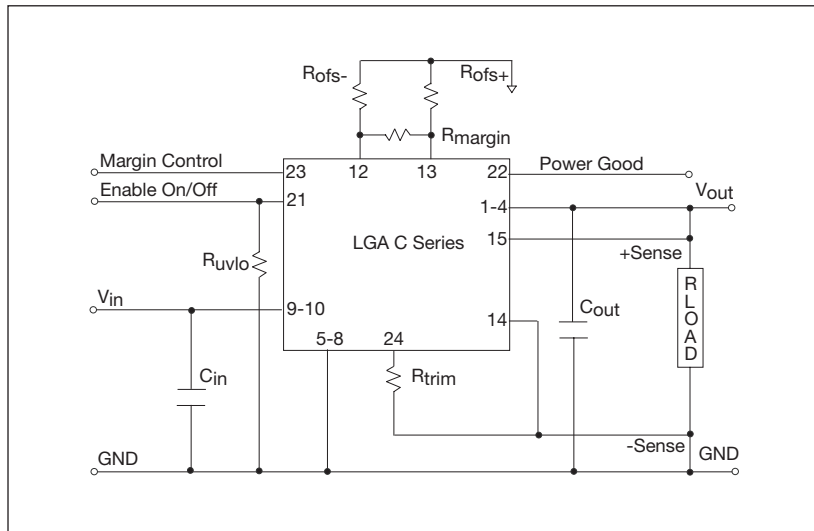 Rofs-
Rofs+
Rmargin
Margin Control
23
12
13
22
Power Good
Enable On/Off
21
1-4
Vout
LGA C Series
15
+Sense
Ruvlo
Vin
9-10
14
Cout
RLOAD
5-8
24
Cin
Rtrim
-Sense
GND
GND